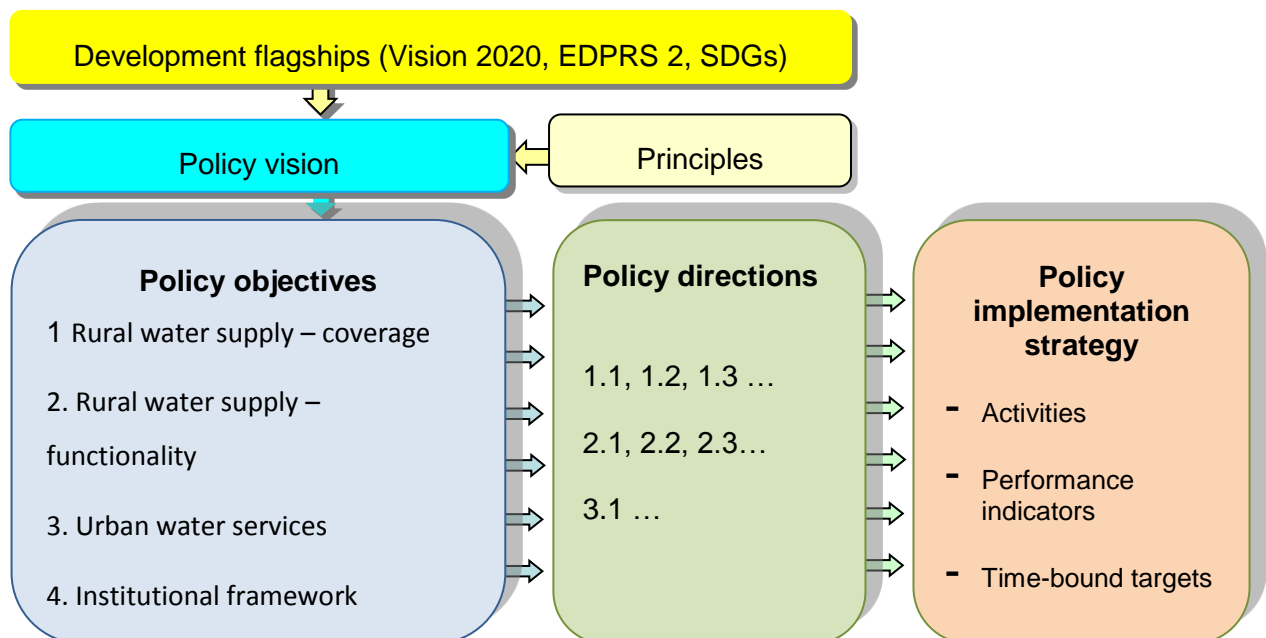 Development flagships (Vision 2020, EDPRS 2, SDGs)
Policy vision
Principles
Policy objectives
1 Rural water supply – coverage
2. Rural water supply –
functionality
3. Urban water services
4. Institutional framework
Policy directions
1.1, 1.2, 1.3 ...
2.1, 2.2, 2.3...
3.1 ...
Policy
implementation
strategy
- Activities
- Performance
indicators
- Time-bound targets